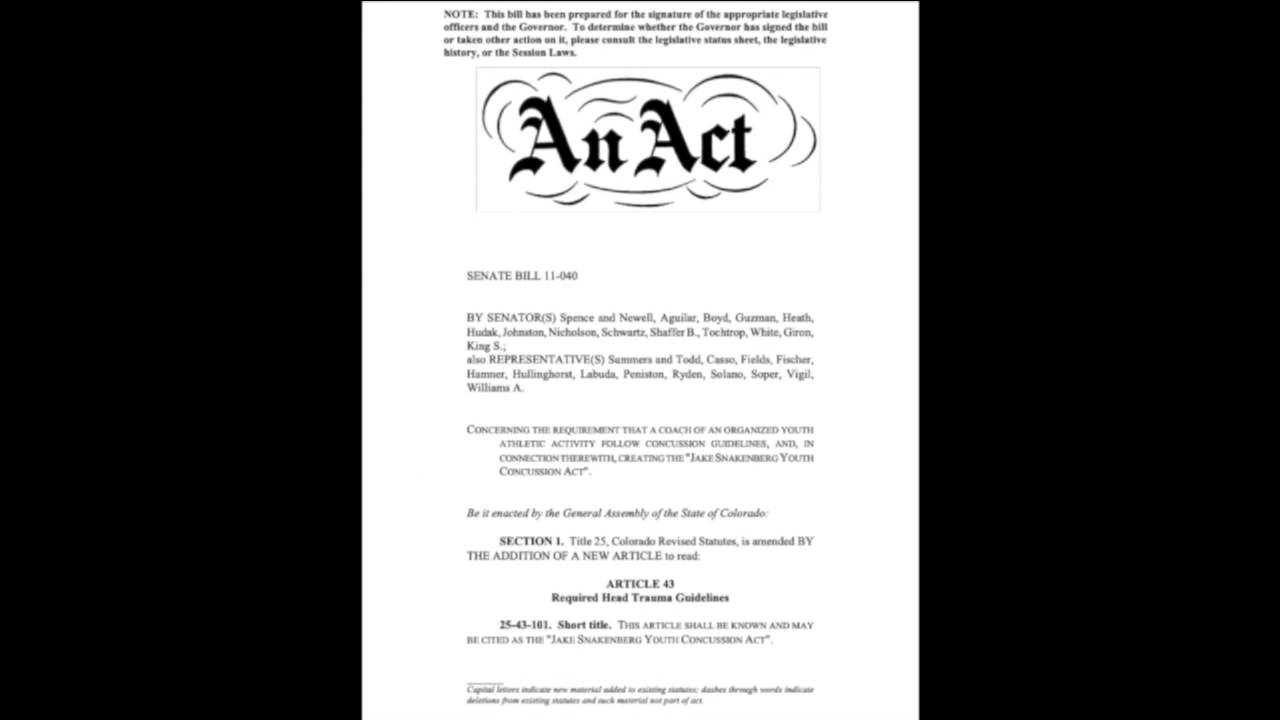 NOTE: This bill has been prepared for the signature of the appropriate legislative
officers and the Governor. To determine whether the Governor has signed the bill
or taken other action on it, please consult the legislative status sheet, the legislative
history, or the Session Laws.
An Act
SENATE BILL 11-040
BY SENATOR(S) Spence and Newell, Aguilar, Boyd, Guzman, Heath,
Hudak, Johnston, Nicholson, Schwartz, Shaffer B., Tochtrop, White, Giron,
King S.;
also REPRESENTATIVE(S) Summers and Todd, Casso, Fields, Fischer,
Hamner, Hullinghorst, Labuda, Peniston, Ryden, Solano, Soper, Vigil,
Williams A.
CONCERNING THE REQUIREMENT THAT A COACH OF AN ORGANIZED YOUTH
ATHLETIC ACTIVITY FOLLOW CONCUSSION GUIDELINES, AND, IN
CONNECTION THEREWITH, CREATING THE "JAKE SNAKENBERG YOUTH
CONCUSSION ACT".
Be it enacted by the General Assembly of the State of Colorado:
SECTION 1. Title 25, Colorado Revised Statutes, is amended BY
THE ADDITION OF A NEW ARTICLE to read:
ARTICLE 43
Required Head Trauma Guidelines
25-43-101. Short title. THIS ARTICLE SHALL BE KNOWN AND MAY
BE CITED AS THE "JAKE SNAKENBERG YOUTH CONCUSSION ACT".
Capital letters indicate new material added to existing statutes; dashes through words indicate
deletions from existing statutes and such material not part of act.